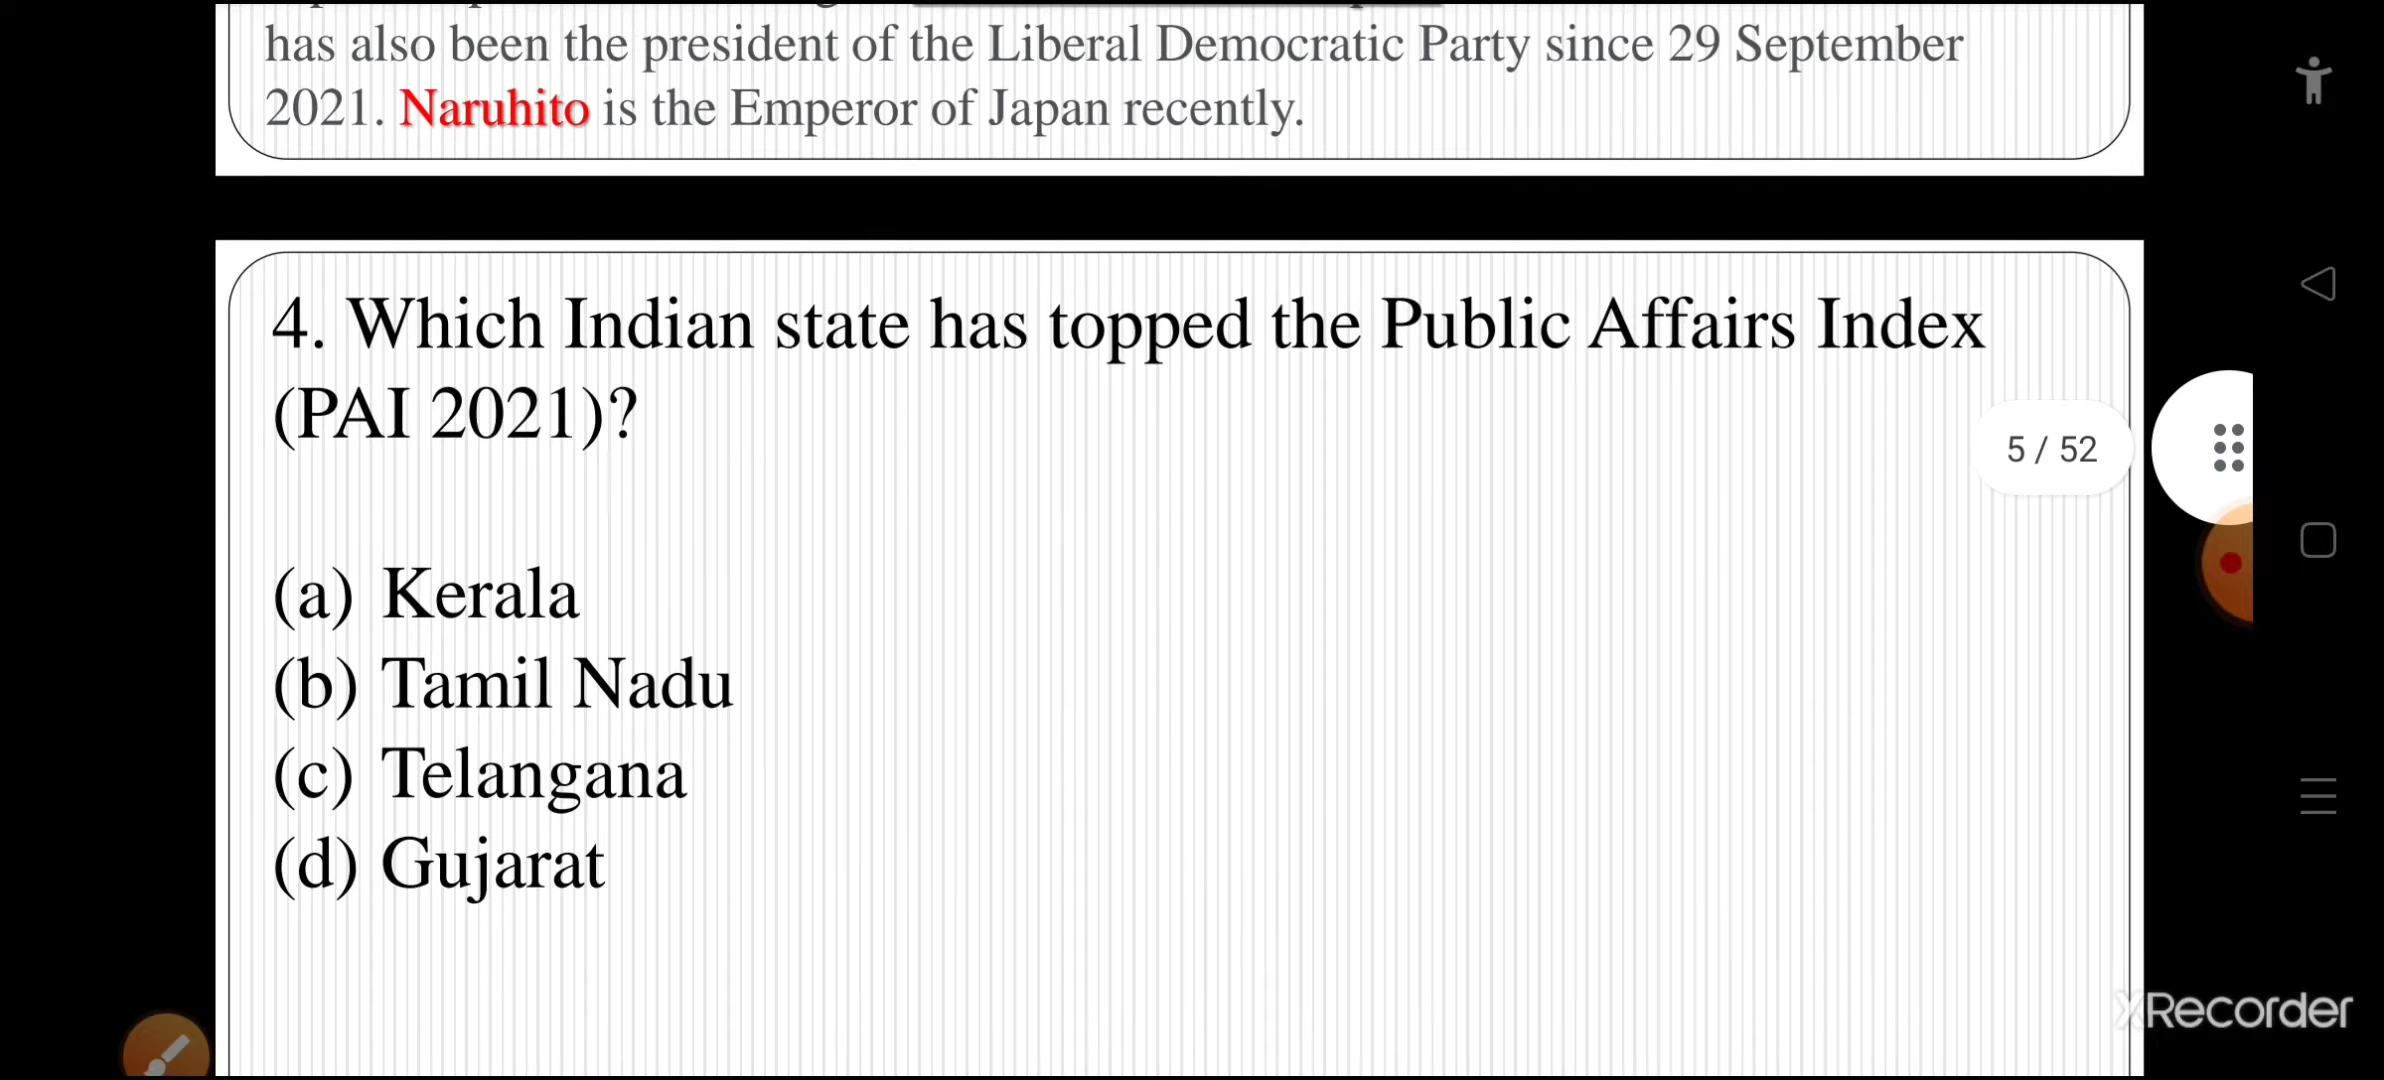 has also been the president of the Liberal Democratic Party since 29 September
2021. Naruhito is the Emperor of Japan recently.
4. Which Indian state has topped the Public Affairs Index
(PAI 2021)?
5 / 52
(a) Kerala
(b) Tamil Nadu
(c) Telangana
(d) Gujarat
XRecorder